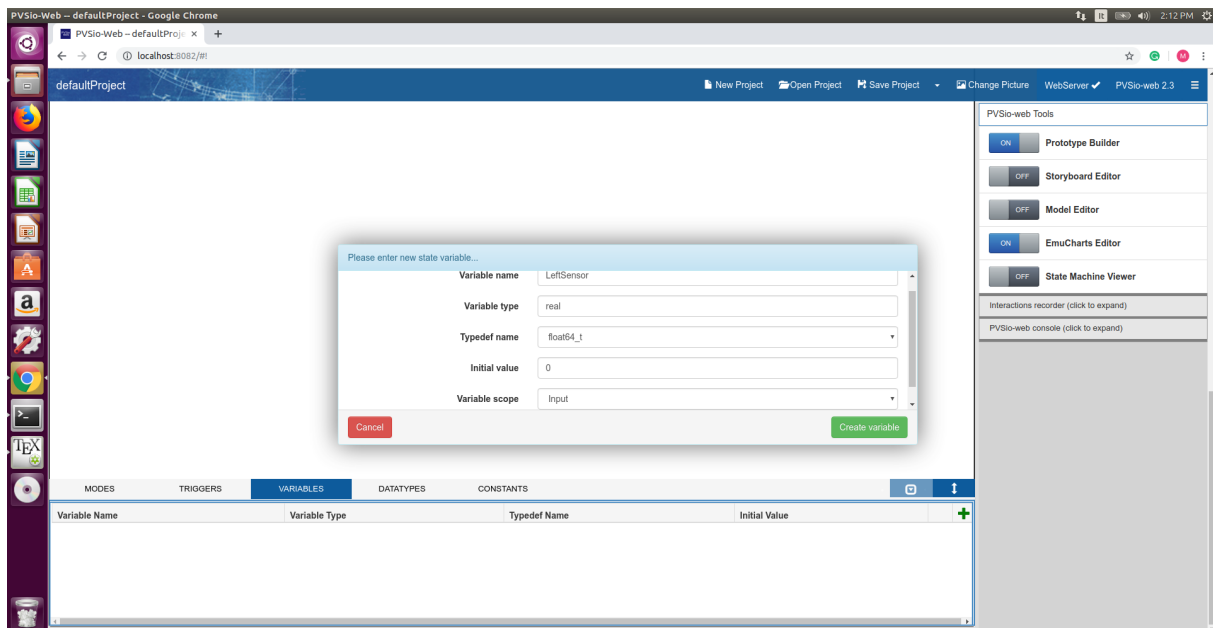 PVSio-Web -- defaultProject - Google Chrome
lt
2:12 PM
PVSio-Web -- defaultProje
localhost:8082/#!
G
M
defaultProject
New Project
Open Project
Save Project
Change Picture
WebServer
PVSio-web 2.3
PVSio-web Tools
ON
Prototype Builder
OFF
Storyboard Editor
OFF
Model Editor
ON
EmuCharts Editor
OFF
State Machine Viewer
Interactions recorder (click to expand)
PVSio-web console (click to expand)
Please enter new state variable...
Variable name
LeftSensor
Variable type
real
Typedef name
float64_t
Initial value
0
Variable scope
Input
Cancel
Create variable
MODES
TRIGGERS
VARIABLES
DATATYPES
CONSTANTS
Variable Name
Variable Type
Typedef Name
Initial Value
A
a
>_
TEX